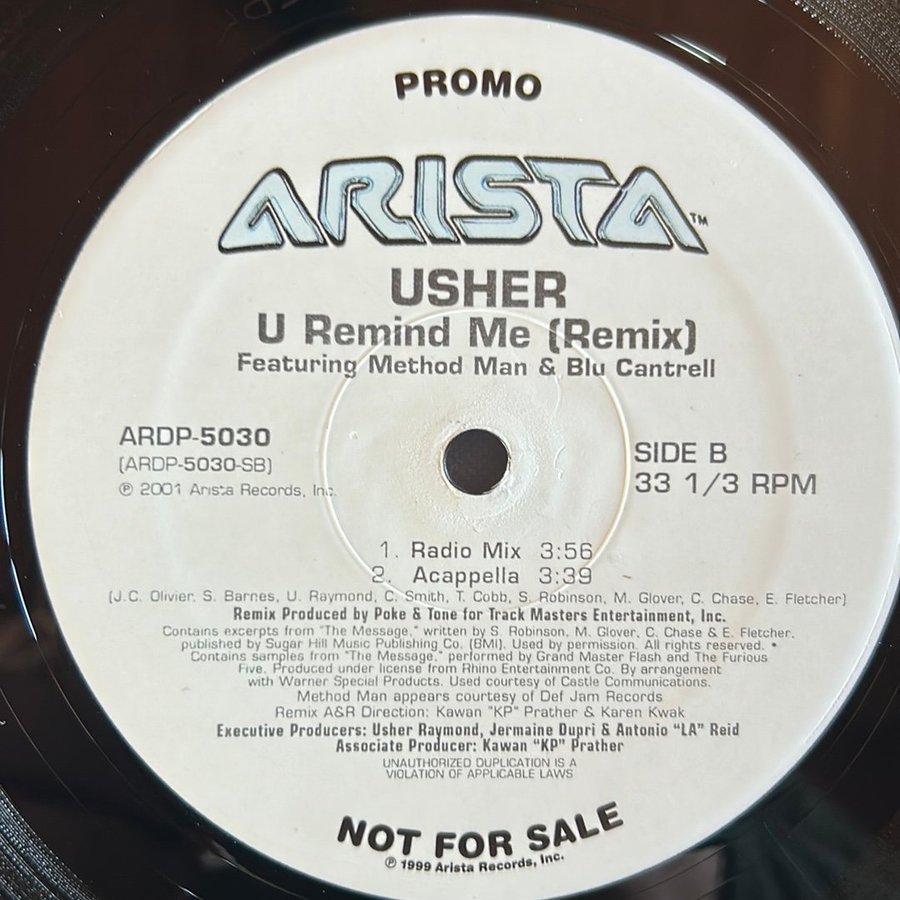 PROMO
ARISTA™
USHER
U Remind Me (Remix)
Featuring Method Man & Blu Cantrell
ARDP-5030
(ARDP-5030-SB)
℗ 2001 Arista Records, Inc.
SIDE B
33 1/3 RPM
1. Radio Mix 3:56
2. Acappella 3:39
(J.C. Olivier, S. Barnes, U. Raymond, C. Smith, T. Cobb, S. Robinson, M. Glover, C. Chase, E. Fletcher)
Remix Produced by Poke & Tone for Track Masters Entertainment, Inc.
Contains excerpts from "The Message," written by S. Robinson, M. Glover, C. Chase & E. Fletcher,
published by Sugar Hill Music Publishing Co. (BMI). Used by permission. All rights reserved. •
Contains samples from "The Message," performed by Grand Master Flash and The Furious
Five. Produced under license from Rhino Entertainment Co. By arrangement
with Warner Special Products. Used courtesy of Castle Communications.
Method Man appears courtesy of Def Jam Records
Remix A&R Direction: Kawan "KP" Prather & Karen Kwak
Executive Producers: Usher Raymond, Jermaine Dupri & Antonio "LA" Reid
Associate Producer: Kawan "KP" Prather
UNAUTHORIZED DUPLICATION IS A
VIOLATION OF APPLICABLE LAWS
NOT FOR SALE
℗ 1999 Arista Records, Inc.